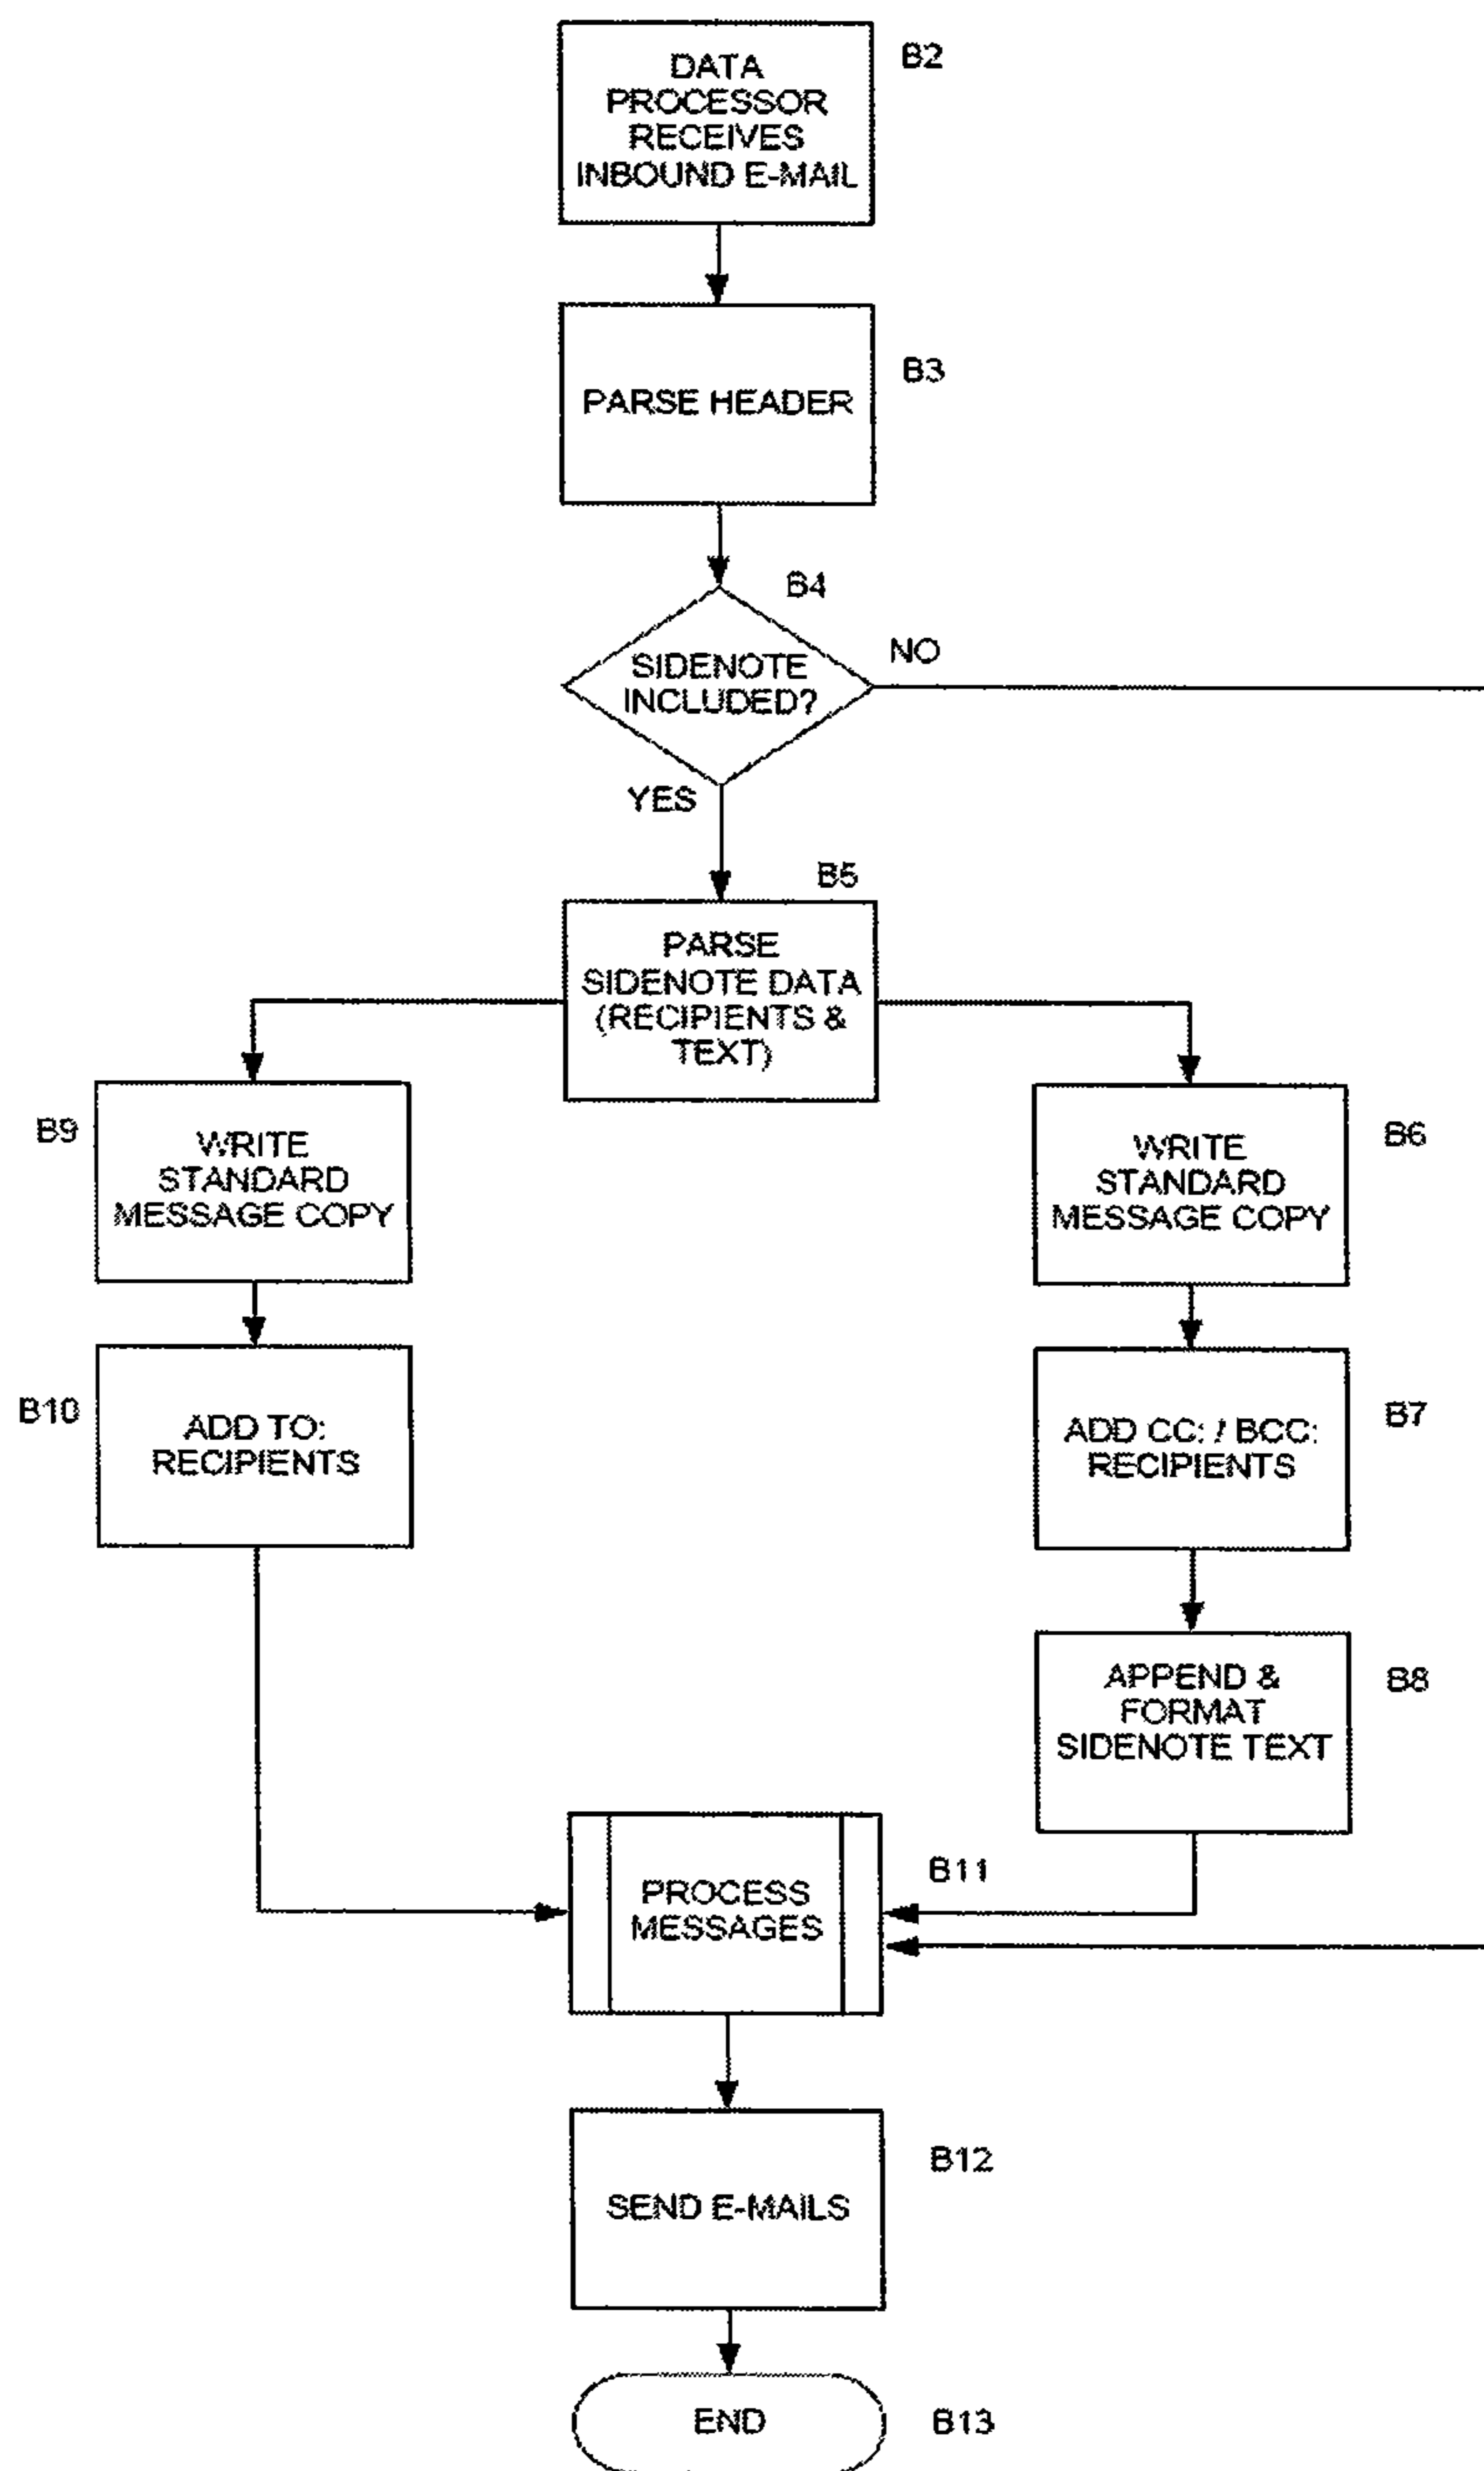 DATA
PROCESSOR
RECEIVES
INBOUND E-MAIL
B2
PARSE HEADER
B3
B4
SIDENOTE
INCLUDED?
NO
YES
B5
PARSE
SIDENOTE DATA
(RECIPIENTS &
TEXT)
B9
WRITE
STANDARD
MESSAGE COPY
WRITE
STANDARD
MESSAGE COPY
B6
B10
ADD TO:
RECIPIENTS
ADD CC: / BCC:
RECIPIENTS
B7
APPEND &
FORMAT
SIDENOTE TEXT
B8
PROCESS
MESSAGES
B11
SEND E-MAILS
B12
END
B13